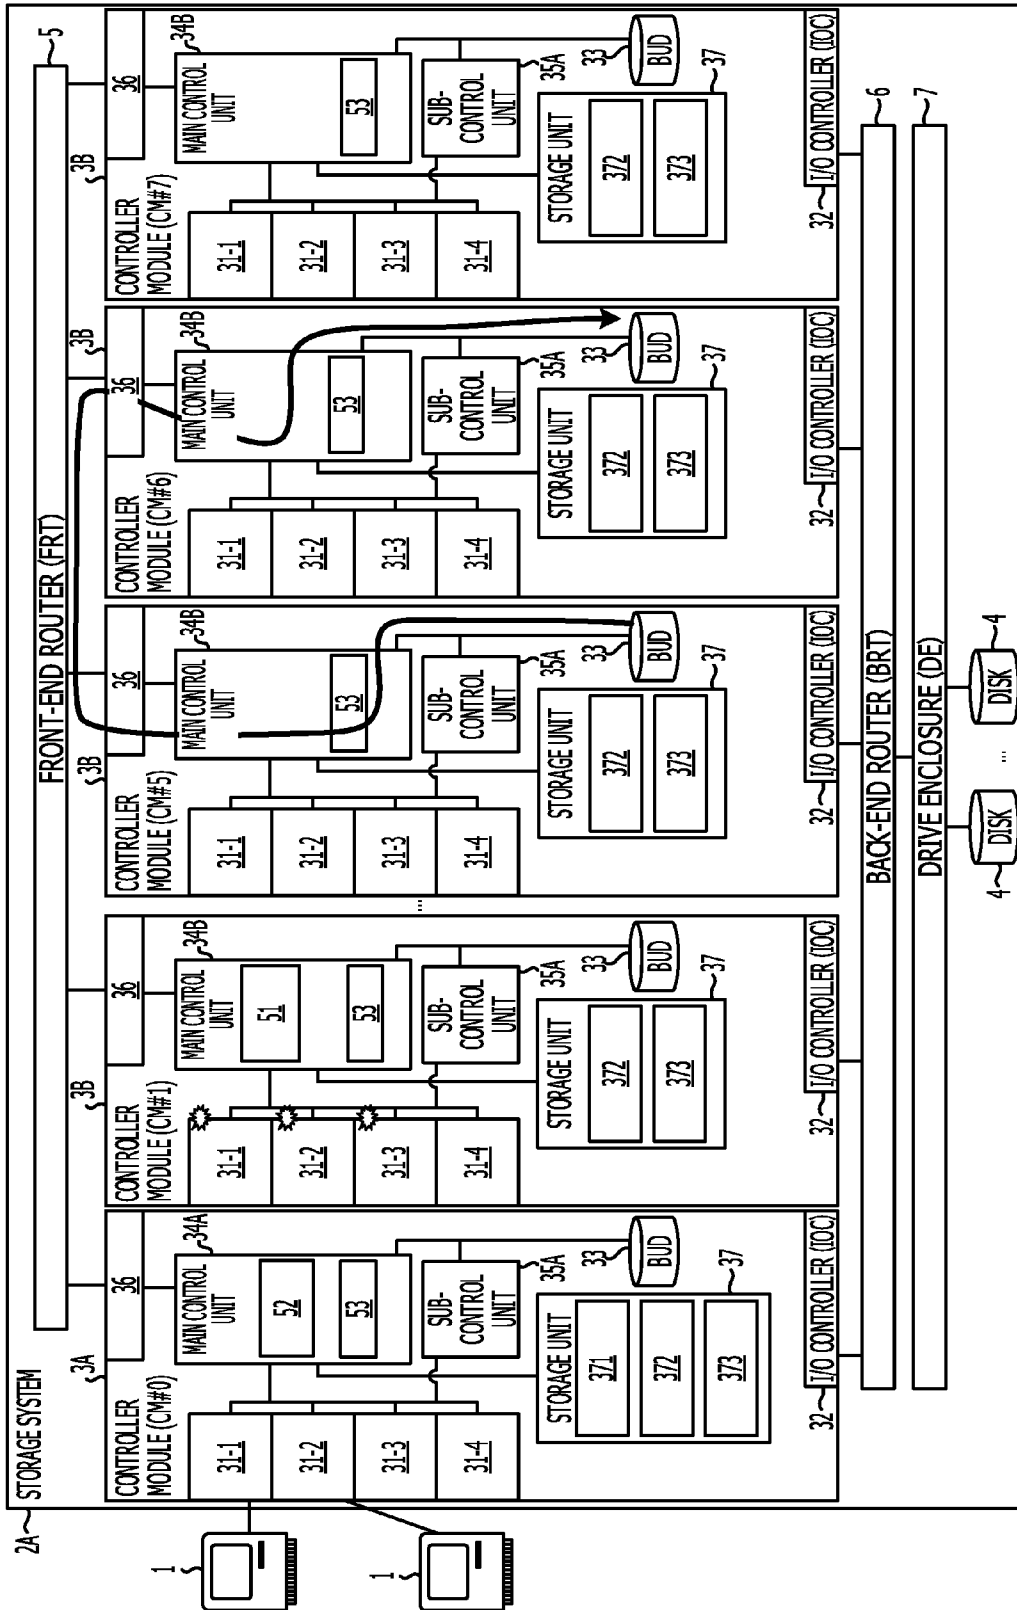 2A
STORAGE SYSTEM
1
1
FRONT-END ROUTER (FRT)
5
3A
CONTROLLER
MODULE (CM#0)
36
31-1
31-2
31-3
31-4
MAIN CONTROL
UNIT
34A
52
53
SUB-
CONTROL
UNIT
35A
33
BUD
STORAGE UNIT
37
371
372
373
32
I/O CONTROLLER (IOC)
3B
CONTROLLER
MODULE (CM#1)
36
31-1
31-2
31-3
31-4
MAIN CONTROL
UNIT
34B
51
53
SUB-
CONTROL
UNIT
35A
33
BUD
STORAGE UNIT
37
372
373
32
I/O CONTROLLER (IOC)
...
3B
CONTROLLER
MODULE (CM#5)
36
31-1
31-2
31-3
31-4
MAIN CONTROL
UNIT
34B
53
SUB-
CONTROL
UNIT
35A
33
BUD
STORAGE UNIT
37
372
373
32
I/O CONTROLLER (IOC)
3B
CONTROLLER
MODULE (CM#6)
36
31-1
31-2
31-3
31-4
MAIN CONTROL
UNIT
34B
53
SUB-
CONTROL
UNIT
35A
33
BUD
STORAGE UNIT
37
372
373
32
I/O CONTROLLER (IOC)
3B
CONTROLLER
MODULE (CM#7)
36
31-1
31-2
31-3
31-4
MAIN CONTROL
UNIT
34B
53
SUB-
CONTROL
UNIT
35A
33
BUD
STORAGE UNIT
37
372
373
32
I/O CONTROLLER (IOC)
BACK-END ROUTER (BRT)
6
DRIVE ENCLOSURE (DE)
7
4
DISK
...
DISK
4